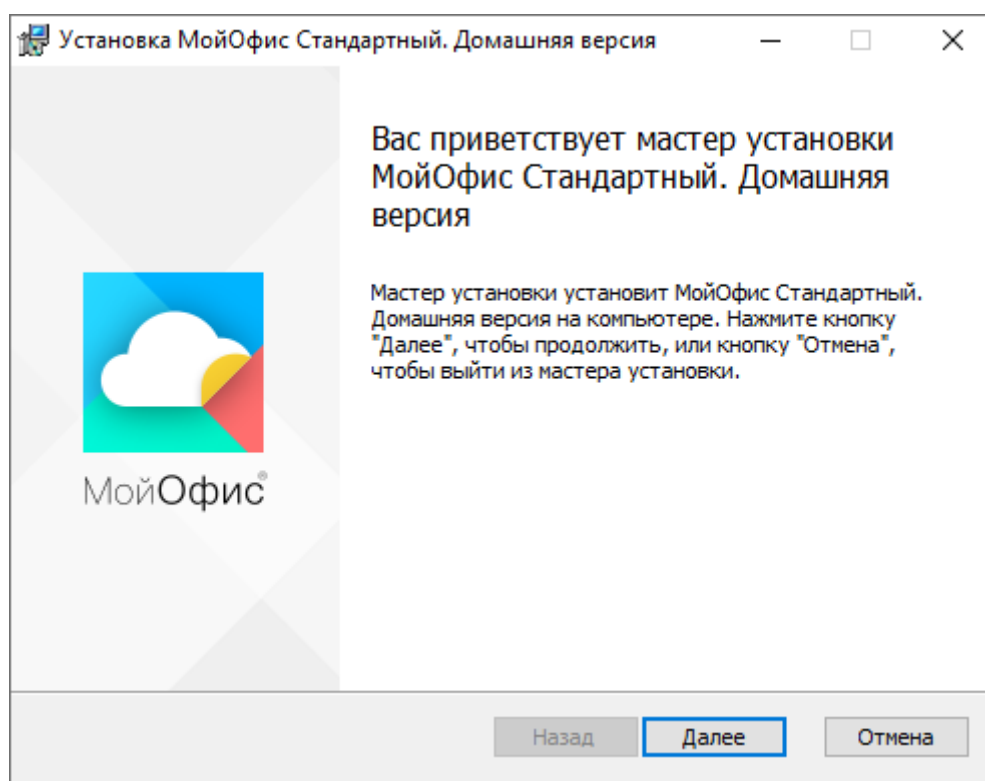 Установка МойОфис Стандартный. Домашняя версия
Вас приветствует мастер установки
МойОфис Стандартный. Домашняя
версия
Мастер установки установит МойОфис Стандартный.
Домашняя версия на компьютере. Нажмите кнопку
"Далее", чтобы продолжить, или кнопку "Отмена",
чтобы выйти из мастера установки.
МойОфис®
Назад Далее Отмена